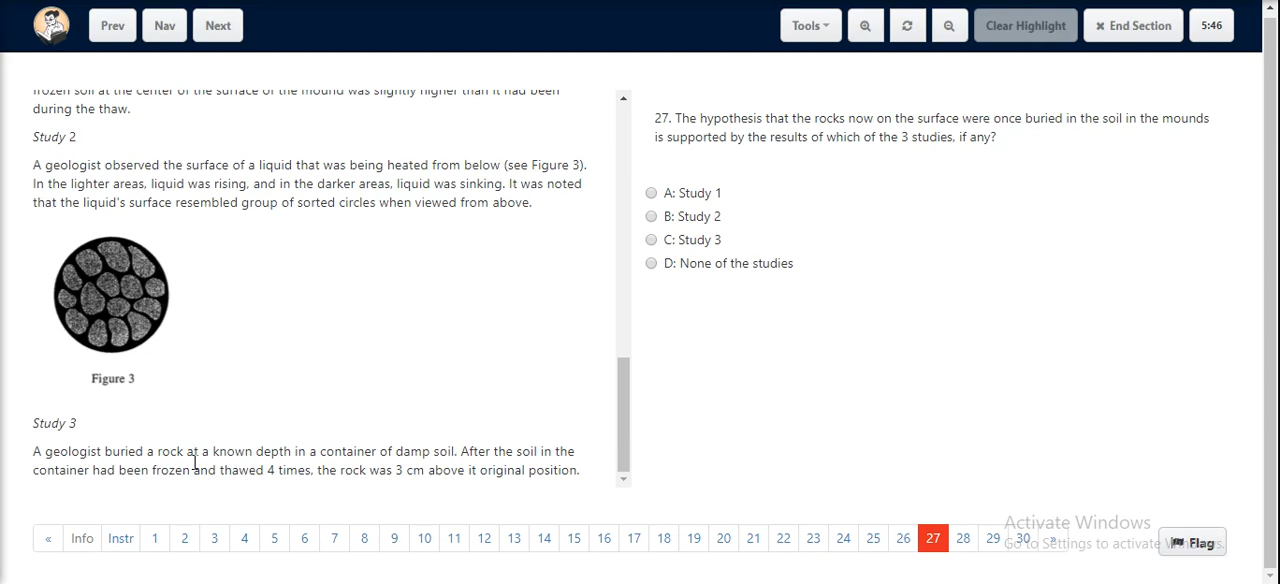 Prev
Nav
Next
Tools
Clear Highlight
✖ End Section
5:46
frozen soil at the center of the surface of the mound was slightly higher than it had been
during the thaw.
Study 2
A geologist observed the surface of a liquid that was being heated from below (see Figure 3).
In the lighter areas, liquid was rising, and in the darker areas, liquid was sinking. It was noted
that the liquid's surface resembled group of sorted circles when viewed from above.
Figure 3
Study 3
A geologist buried a rock at a known depth in a container of damp soil. After the soil in the
container had been frozen and thawed 4 times, the rock was 3 cm above it original position.
27. The hypothesis that the rocks now on the surface were once buried in the soil in the mounds
is supported by the results of which of the 3 studies, if any?
A: Study 1
B: Study 2
C: Study 3
D: None of the studies
« Info Instr 1 2 3 4 5 6 7 8 9 10 11 12 13 14 15 16 17 18 19 20 21 22 23 24 25 26 27 28 29 30 »
Activate Windows
Go to Settings to activate Windows.
Flag